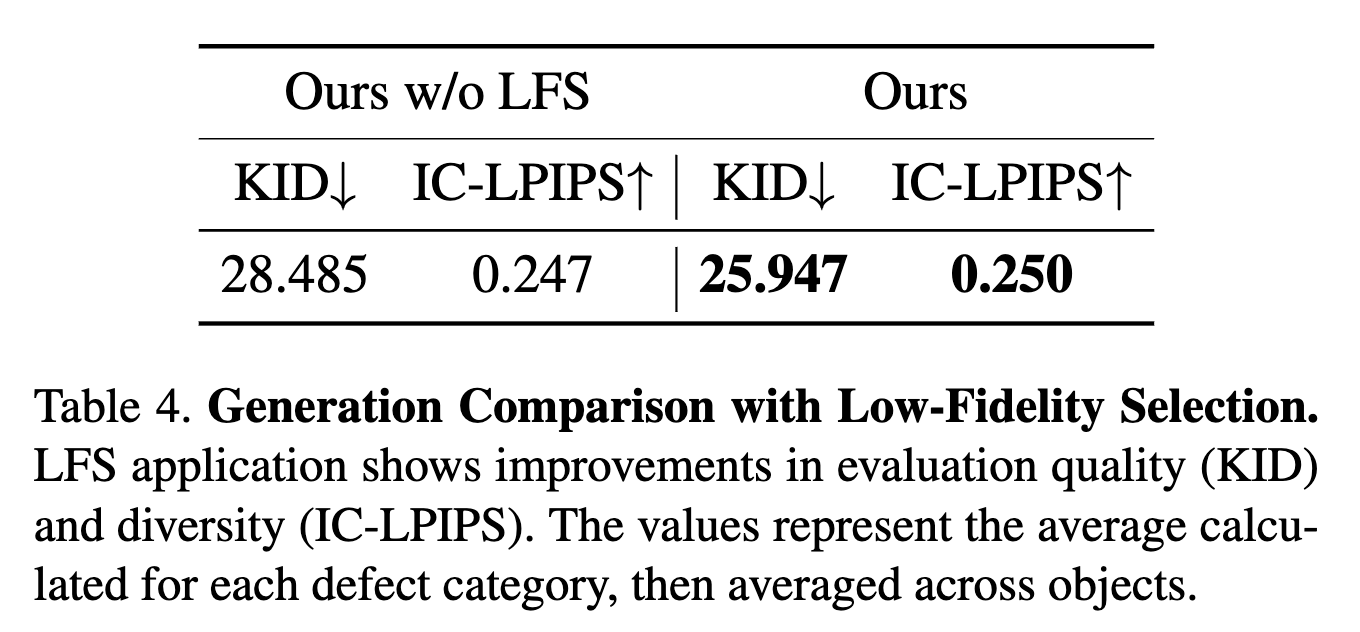 Ours w/o LFS Ours
KID↓ IC-LPIPS↑ KID↓ IC-LPIPS↑
28.485 0.247 25.947 0.250
Table 4. Generation Comparison with Low-Fidelity Selection.
LFS application shows improvements in evaluation quality (KID)
and diversity (IC-LPIPS). The values represent the average calcu-
lated for each defect category, then averaged across objects.